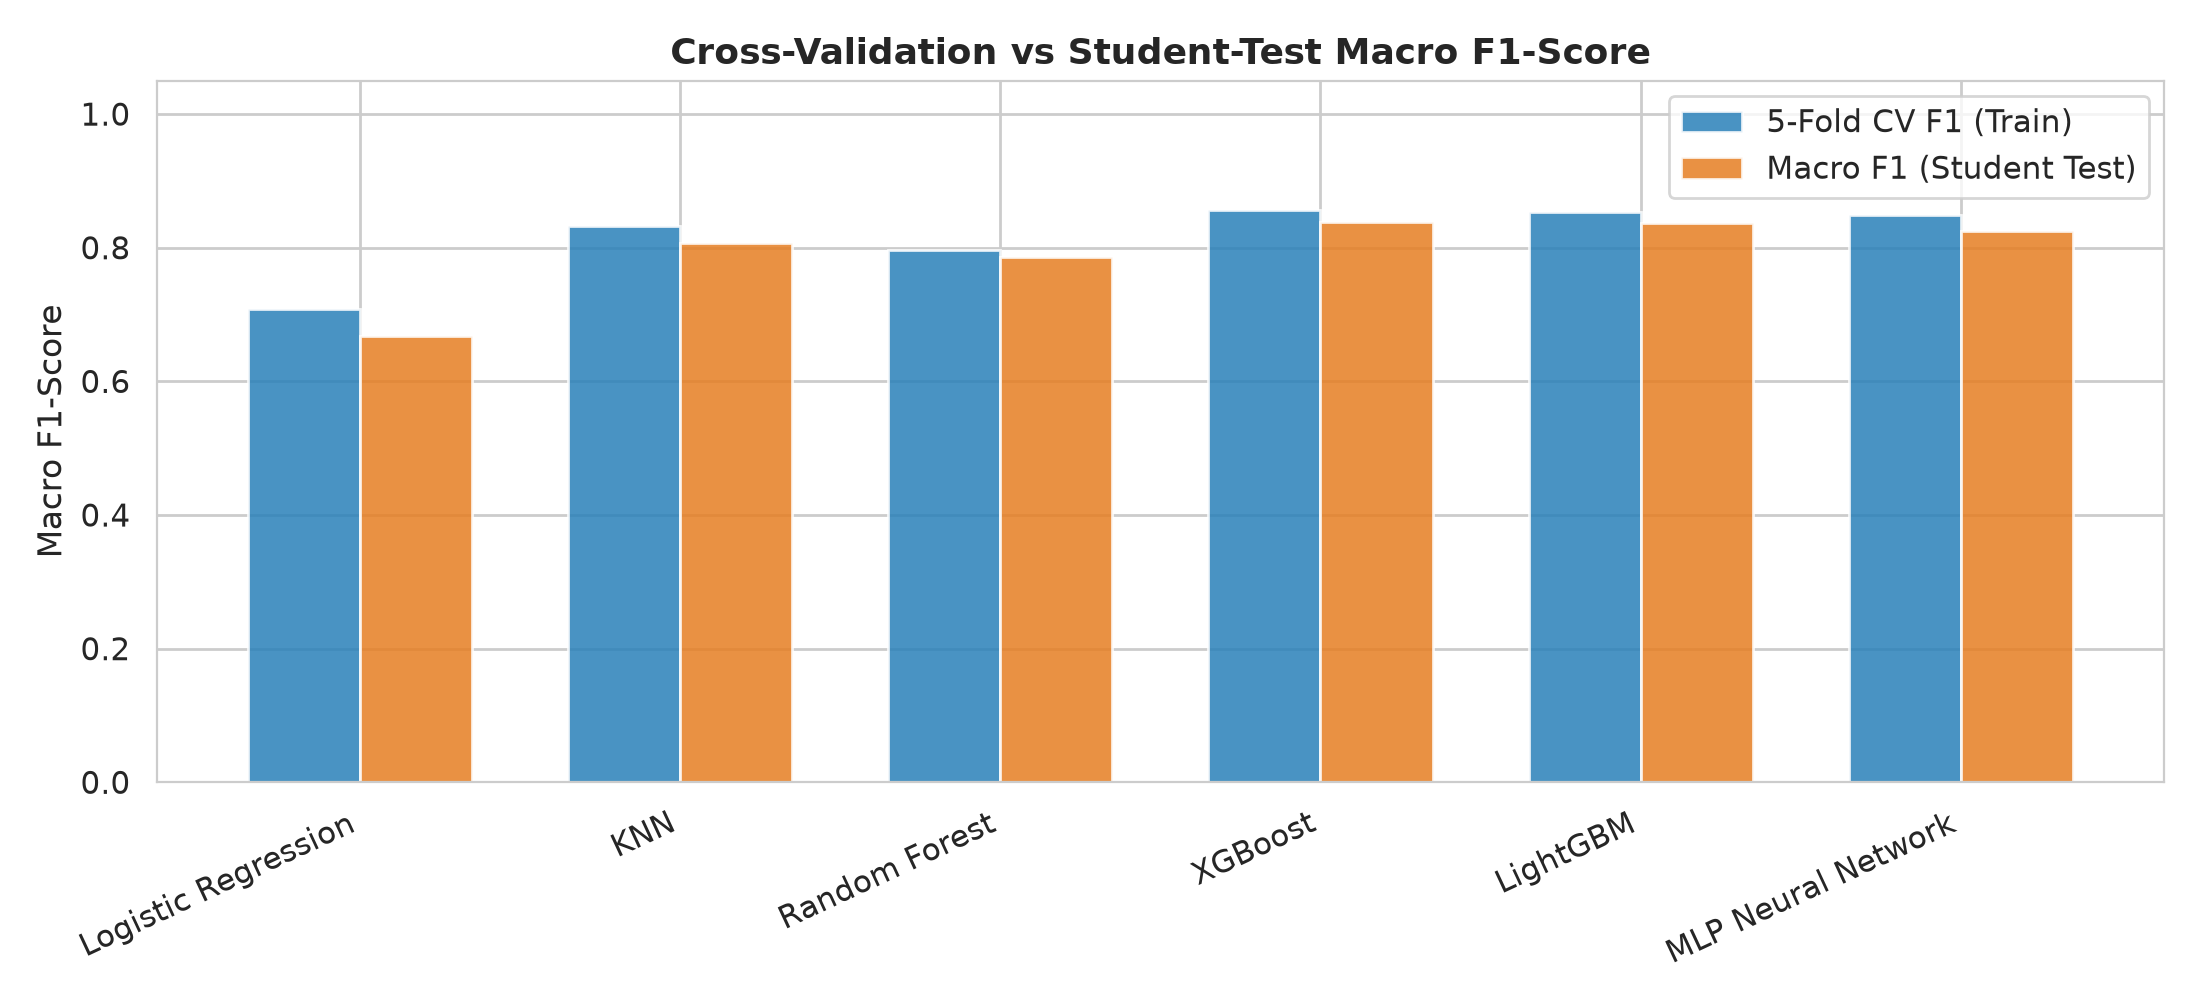 Cross-Validation vs Student-Test Macro F1-Score
5-Fold CV F1 (Train)
Macro F1 (Student Test)
Macro F1-Score
1.0
0.8
0.6
0.4
0.2
0.0
Logistic Regression
KNN
Random Forest
XGBoost
LightGBM
MLP Neural Network